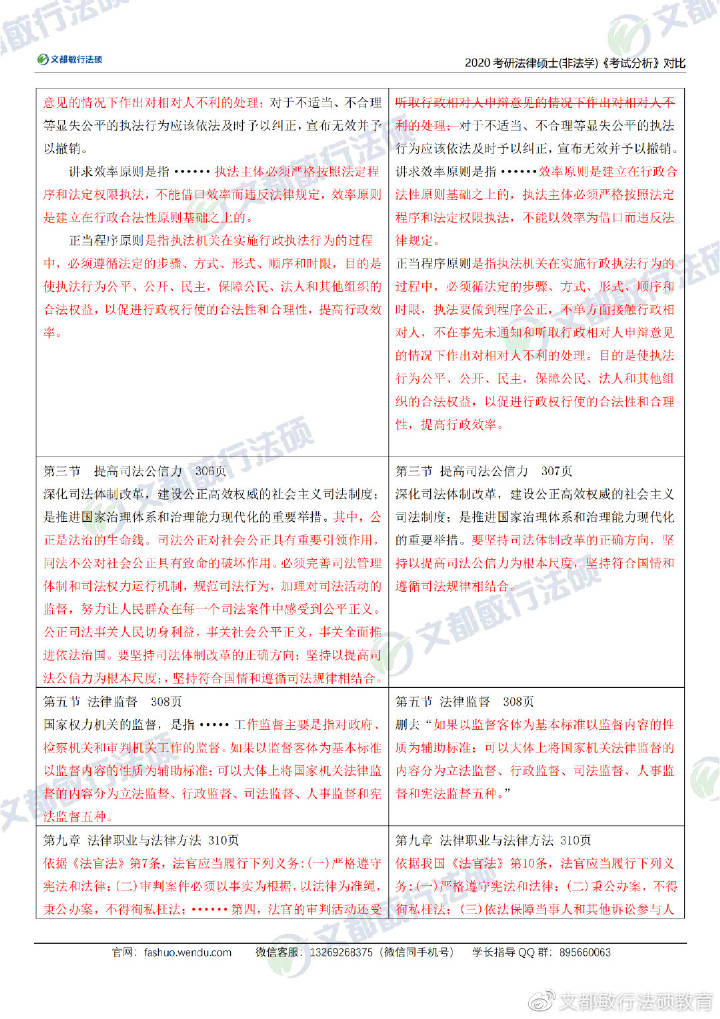 文都敏行法硕
2020 考研法律硕士(非法学)《考试分析》对比
意见的情况下作出对相对人不利的处理；对于不适当、不合理
等显失公平的执法行为应该依法及时予以纠正，宣布无效并予
以撤销。
讲求效率原则是指······执法主体必须严格按照法定程
序和法定权限执法，不能借口效率而违反法律规定，效率原则
是建立在行政合法性原则基础之上的。
正当程序原则是指执法机关在实施行政执法行为的过程
中，必须遵循法定的步骤、方式、形式、顺序和时限，目的是
使执法行为公平、公开、民主，保障公民、法人和其他组织的
合法权益，以促进行政权行使的合法性和合理性，提高行政效
率。
听取行政相对人申辩意见的情况下作出对相对人不
利的处理；对于不适当、不合理等显失公平的执法
行为应该依法及时予以纠正，宣布无效并予以撤销。
讲求效率原则是指······效率原则是建立在行政合
法性原则基础之上的，执法主体必须严格按照法定
程序和法定权限执法，不能以效率为借口而违反法
律规定。
正当程序原则是指执法机关在实施行政执法行为的
过程中，必须循法定的步骤、方式、形式、顺序和
时限，执法要做到程序公正，不单方面接触行政相
对人，不在事先未通知和听取行政相对人申辩意见
的情况下作出对相对人不利的处理。目的是使执法
行为公平、公开、民主，保障公民、法人和其他组
织的合法权益，以促进行政权行使的合法性和合理
性，提高行政效率。
第三节 提高司法公信力 306页
深化司法体制改革，建设公正高效权威的社会主义司法制度；
是推进国家治理体系和治理能力现代化的重要举措。其中，公
正是法治的生命线。司法公正对社会公正具有重要引领作用，
同法不公对社会公正具有致命的破坏作用。必须完善司法管理
体制和司法权力运行机制，规范司法行为，加理对司法活动的
监督，努力让人民群众在每一个司法案件中感受到公平正义。
公正司法事关人民切身利益，事关社会公平正义，事关全面推
进依法治国。要坚持司法体制改革的正确方向；坚持以提高司
法公信力为根本尺度；，坚持符合国情和遵循司法规律相结合。
第三节 提高司法公信力 307页
深化司法体制改革，建设公正高效权威的社会主义
司法制度；是推进国家治理体系和治理能力现代化
的重要举措。要坚持司法体制改革的正确方向，坚
持以提高司法公信力为根本尺度，坚持符合国情和
遵循司法规律相结合。
第五节 法律监督 308页
国家权力机关的监督，是指·····工作监督主要是指对政府、
检察机关和审判机关工作的监督。如果以监督客体为基本标准
以监督内容的性质为辅助标准；可以大体上将国家机关法律监
督的内容分为立法监督、行政监督、司法监督、人事监督和宪
法监督五种。
第五节 法律监督 308页
删去“如果以监督客体为基本标准以监督内容的性
质为辅助标准；可以大体上将国家机关法律监督的
内容分为立法监督、行政监督、司法监督、人事监
督和宪法监督五种。”
第九章 法律职业与法律方法 310页
依据《法官法》第7条，法官应当履行下列义务：(一)严格遵守
宪法和法律；(二)审判案件必须以事实为根据，以法律为准绳，
秉公办案，不得徇私枉法；······第四，法官的审判活动还受
第九章 法律职业与法律方法 310页
依据我国《法官法》第10条，法官应当履行下列义
务：(一)严格遵守宪法和法律；(二)秉公办案，不得
徇私枉法；(三)依法保障当事人和其他诉讼参与人
官网：fashuo.wendu.com 微信客服：13269268375（微信同手机号） 学长指导 QQ 群：895660063
@文都敏行法硕教育